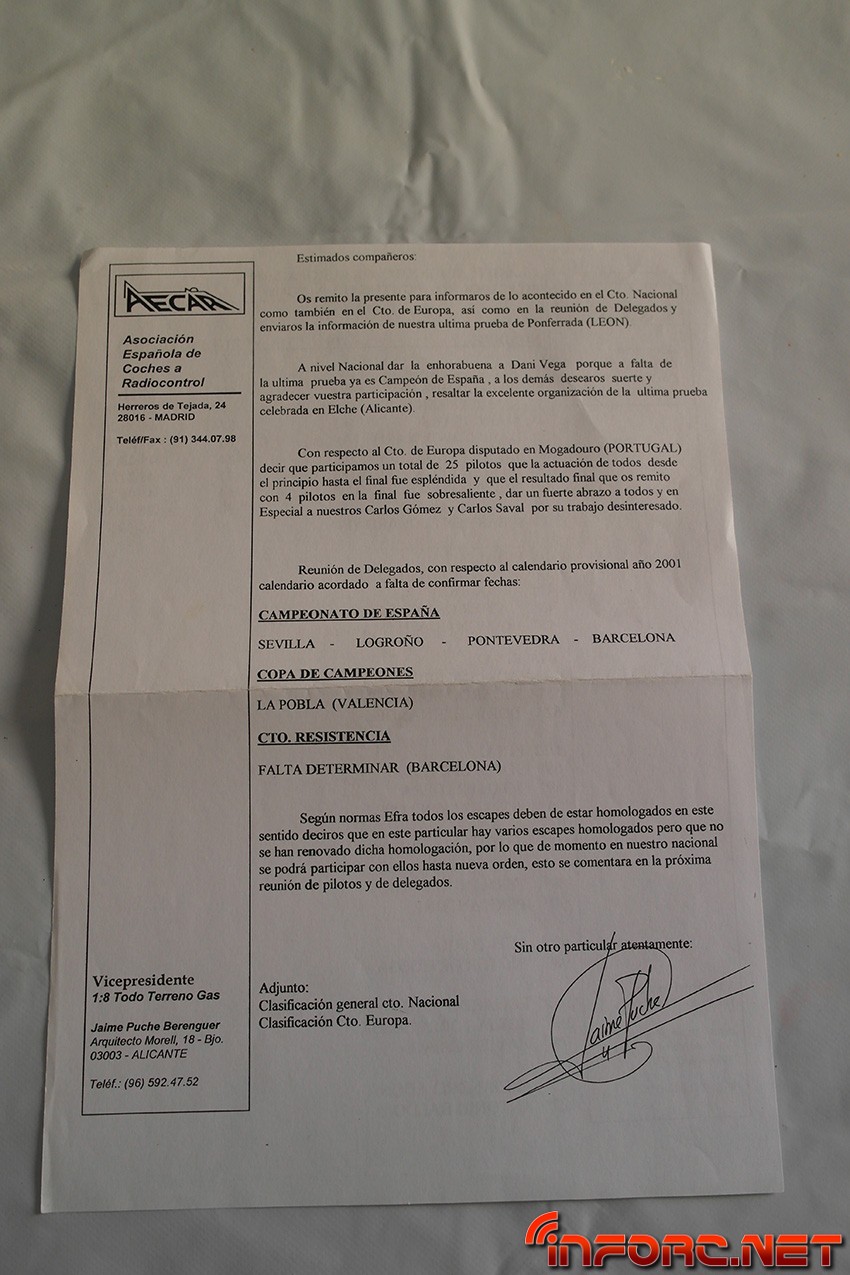 AECAR
Asociación
Española de
Coches a
Radiocontrol
Herreros de Tejada, 24
28016 - MADRID
Teléf/Fax : (91) 344.07.98
Estimados compañeros:
Os remito la presente para informaros de lo acontecido en el Cto. Nacional
como también en el Cto. de Europa, así como en la reunión de Delegados y
enviaros la información de nuestra ultima prueba de Ponferrada (LEON).
A nivel Nacional dar la enhorabuena a Dani Vega porque a falta de
la ultima prueba ya es Campeón de España , a los demás desearos suerte y
agradecer vuestra participación , resaltar la excelente organización de la ultima prueba
celebrada en Elche (Alicante).
Con respecto al Cto. de Europa disputado en Mogadouro (PORTUGAL)
decir que participamos un total de 25 pilotos que la actuación de todos desde
el principio hasta el final fue espléndida y que el resultado final que os remito
con 4 pilotos en la final fue sobresaliente , dar un fuerte abrazo a todos y en
Especial a nuestros Carlos Gómez y Carlos Saval por su trabajo desinteresado.
Reunión de Delegados, con respecto al calendario provisional año 2001
calendario acordado a falta de confirmar fechas:
CAMPEONATO DE ESPAÑA
SEVILLA - LOGROÑO - PONTEVEDRA - BARCELONA
COPA DE CAMPEONES
LA POBLA (VALENCIA)
CTO. RESISTENCIA
FALTA DETERMINAR (BARCELONA)
Según normas Efra todos los escapes deben de estar homologados en este
sentido deciros que en este particular hay varios escapes homologados pero que no
se han renovado dicha homologación, por lo que de momento en nuestro nacional
se podrá participar con ellos hasta nueva orden, esto se comentara en la próxima
reunión de pilotos y de delegados.
Sin otro particular atentamente:
Jaime Puche
Adjunto:
Clasificación general cto. Nacional
Clasificación Cto. Europa.
Vicepresidente
1:8 Todo Terreno Gas
Jaime Puche Berenguer
Arquitecto Morell, 18 - Bjo.
03003 - ALICANTE
Teléf.: (96) 592.47.52
INFORC.NET